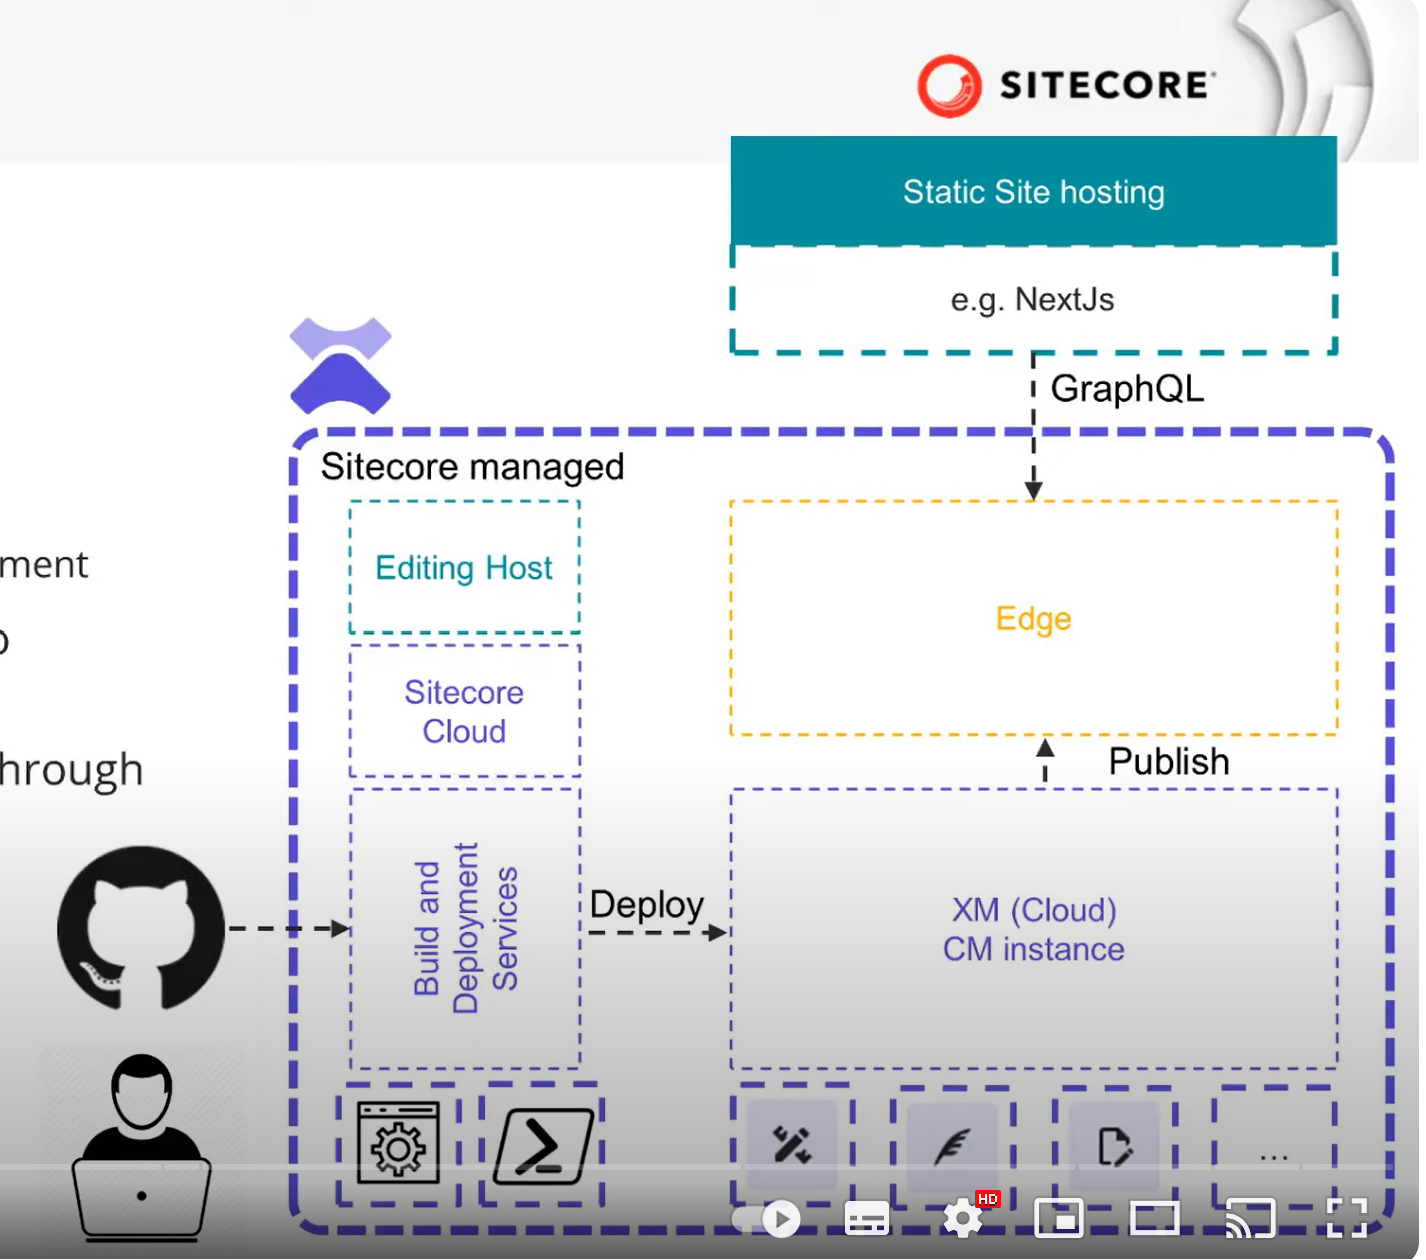 SITECORE
Static Site hosting
e.g. NextJs
GraphQL
Sitecore managed
Editing Host
Edge
ment
Sitecore
Cloud
Publish
hrough
Build and
Deployment
Services
Deploy
XM (Cloud)
CM instance
...
HD